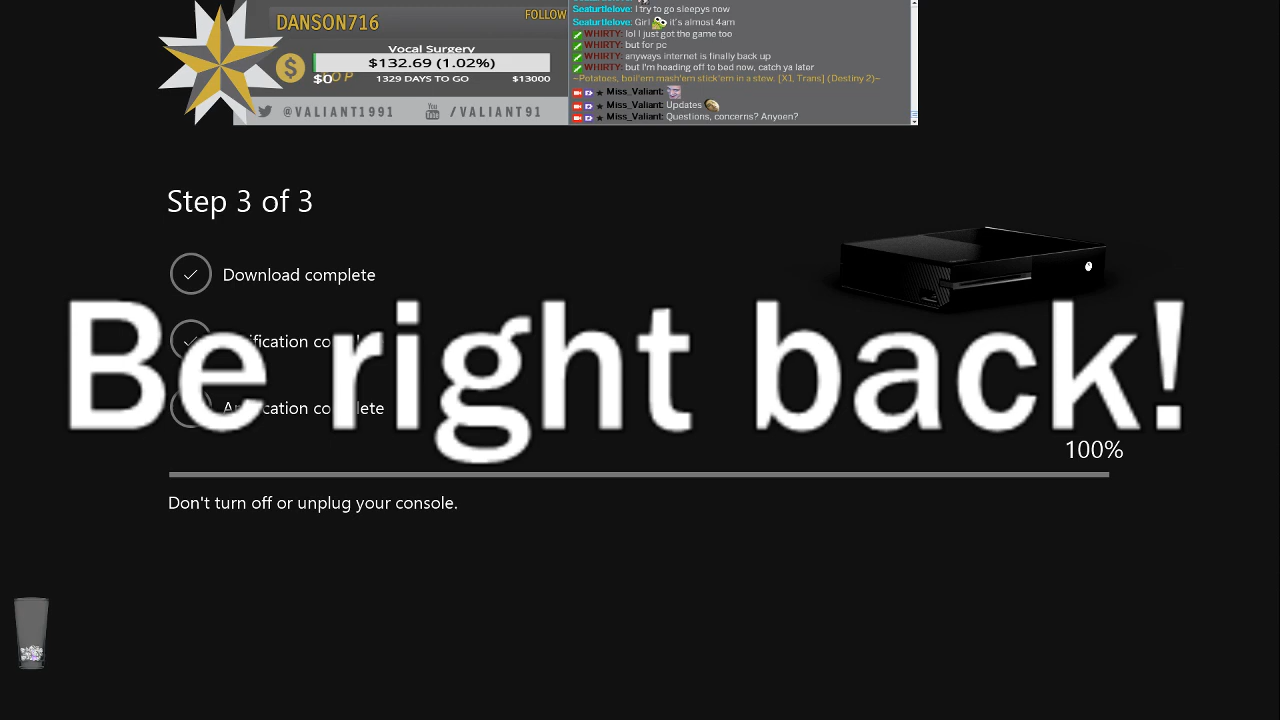 DANSON716
FOLLOW
Vocal Surgery
$132.69 (1.02%)
$0
1329 DAYS TO GO
$13000
@VALIANT1991
You
/VALIANT91
Seaturtlelove: I try to go sleepys now
Seaturtlelove: Girl it's almost 4am
WHIRTY: lol I just got the game too
WHIRTY: but for pc
WHIRTY: anyways internet is finally back up
WHIRTY: but I'm heading off to bed now, catch ya later
~Potatoes, boil'em mash'em stick'em in a stew. [X1, Trans] (Destiny 2)~
Miss_Valiant:
Miss_Valiant: Updates
Miss_Valiant: Questions, concerns? Anyoen?
Step 3 of 3
Download complete
Be right back!
100%
Don't turn off or unplug your console.